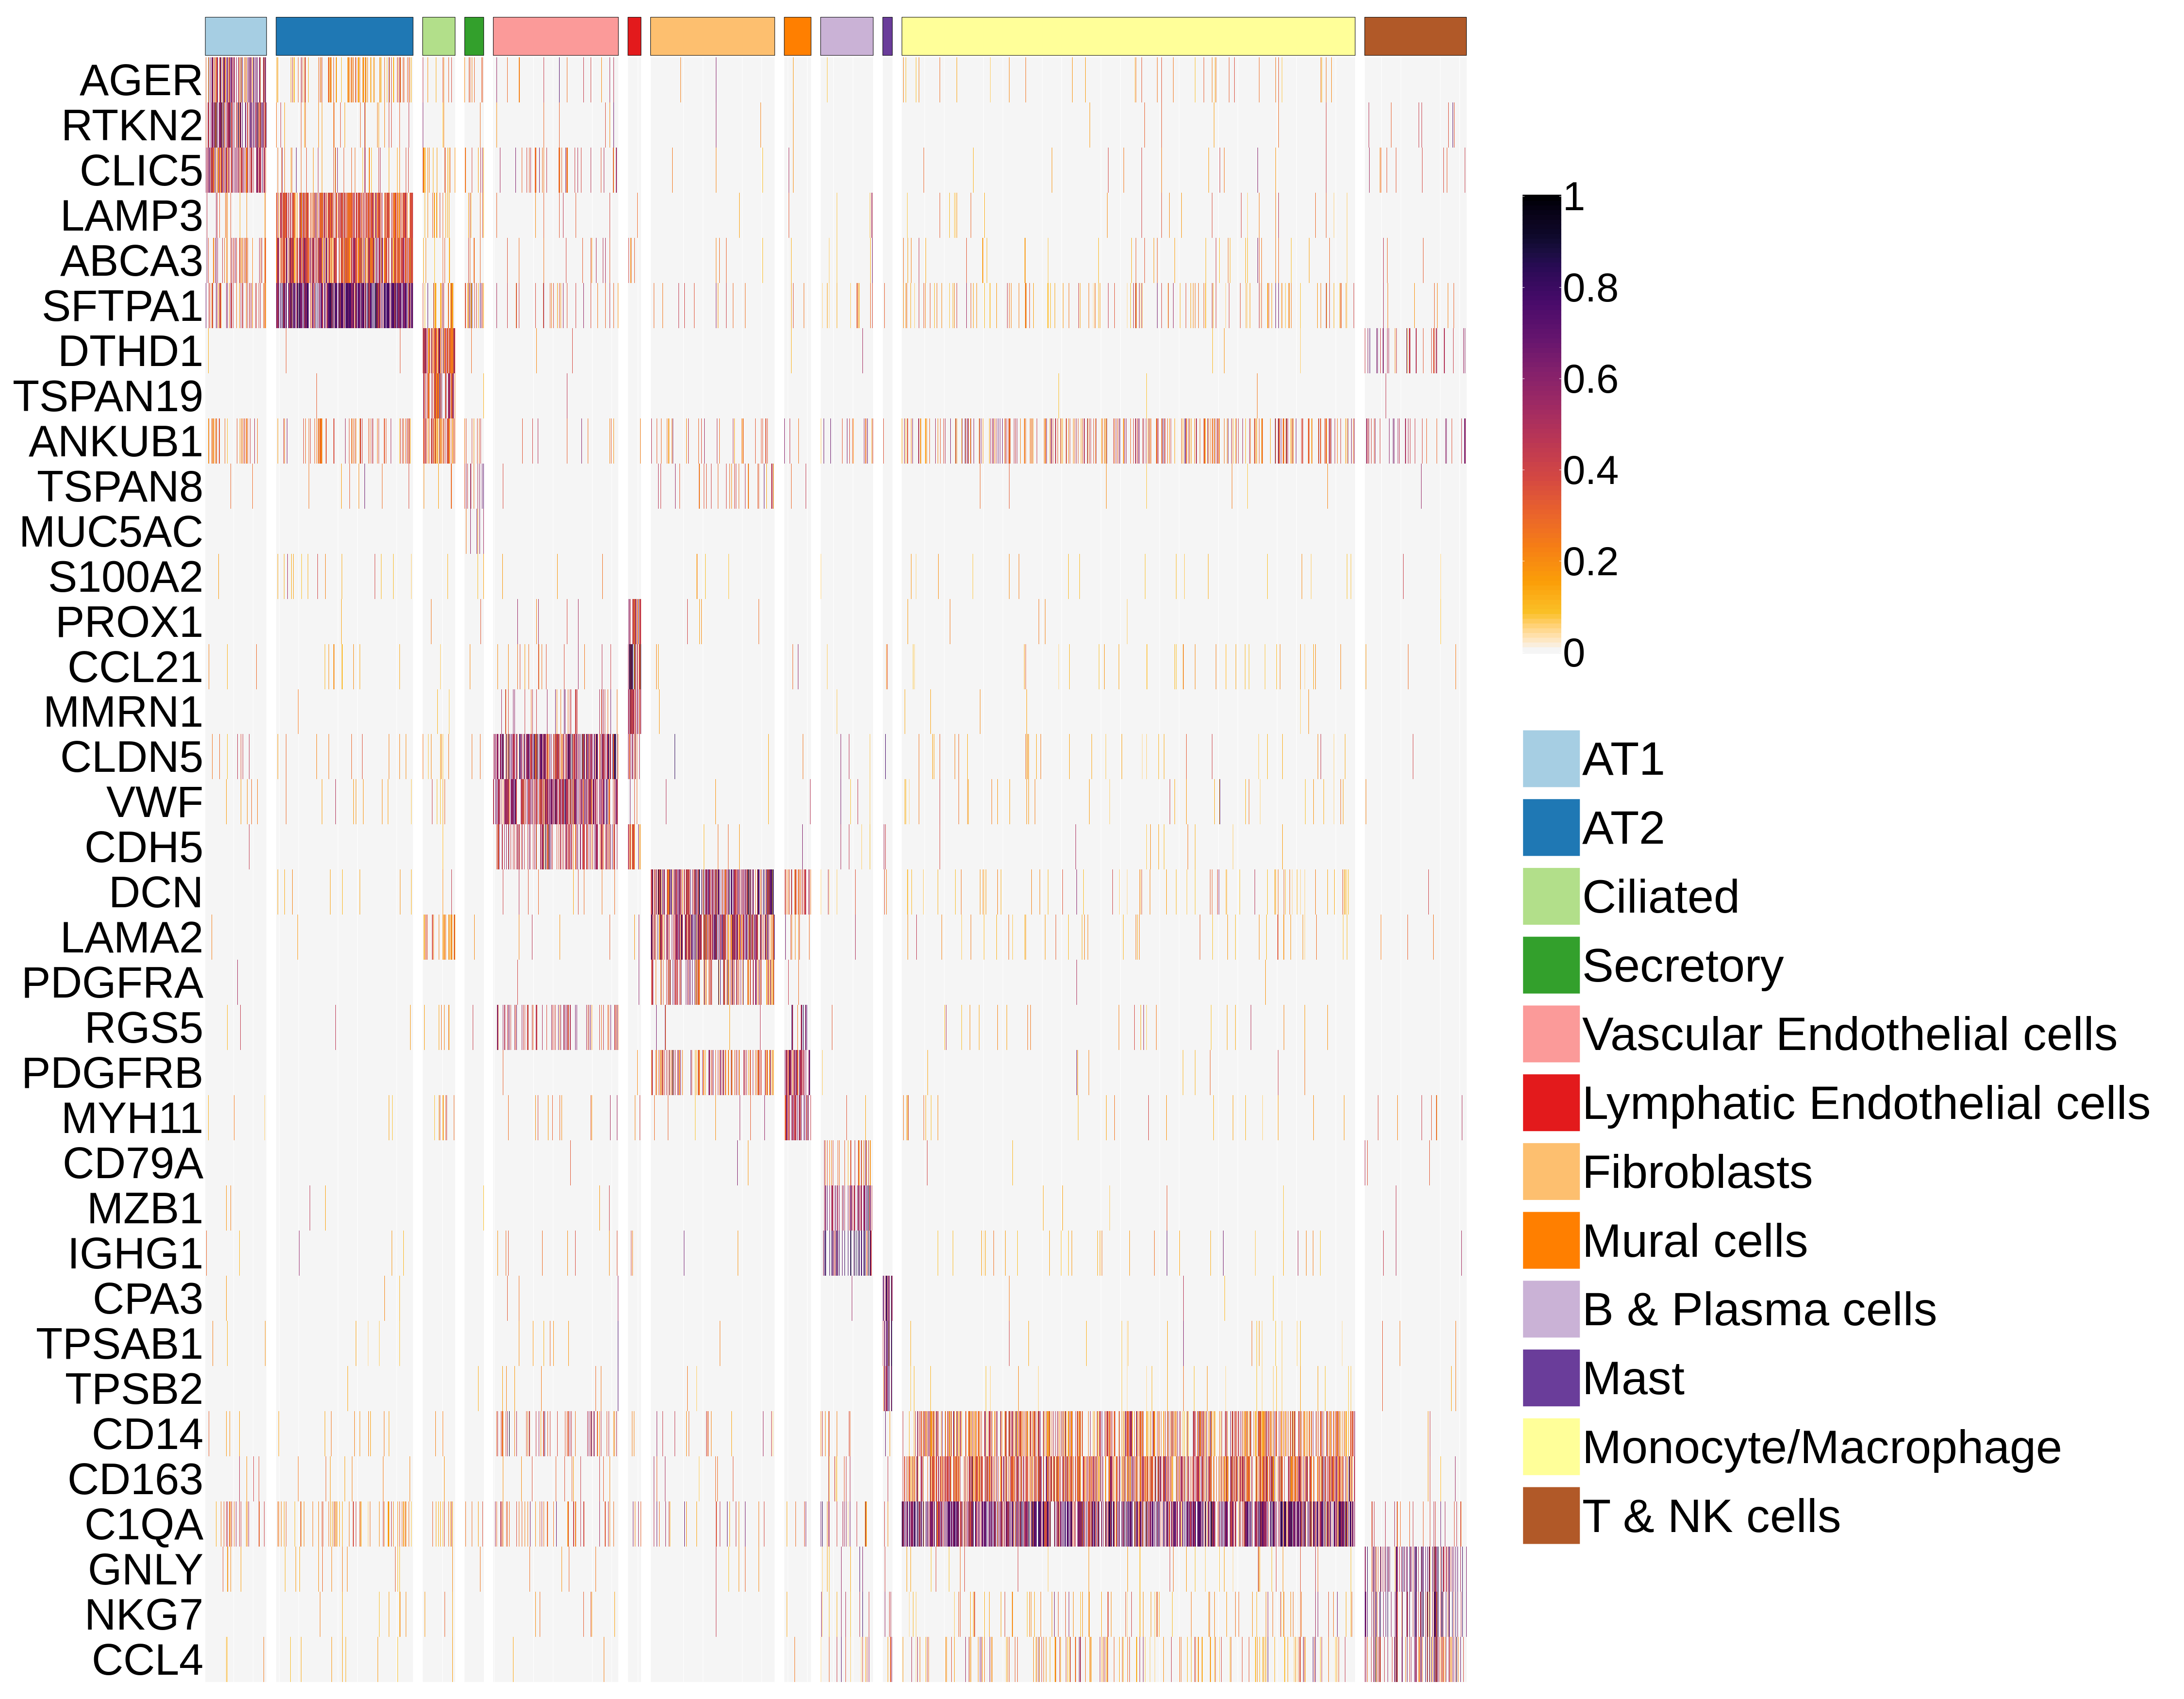 AGER
RTKN2
CLIC5
LAMP3
ABCA3
SFTPA1
DTHD1
TSPAN19
ANKUB1
TSPAN8
MUC5AC
S100A2
PROX1
CCL21
MMRN1
CLDN5
VWF
CDH5
DCN
LAMA2
PDGFRA
RGS5
PDGFRB
MYH11
CD79A
MZB1
IGHG1
CPA3
TPSAB1
TPSB2
CD14
CD163
C1QA
GNLY
NKG7
CCL4
1
0.8
0.6
0.4
0.2
0
AT1
AT2
Ciliated
Secretory
Vascular Endothelial cells
Lymphatic Endothelial cells
Fibroblasts
Mural cells
B & Plasma cells
Mast
Monocyte/Macrophage
T & NK cells